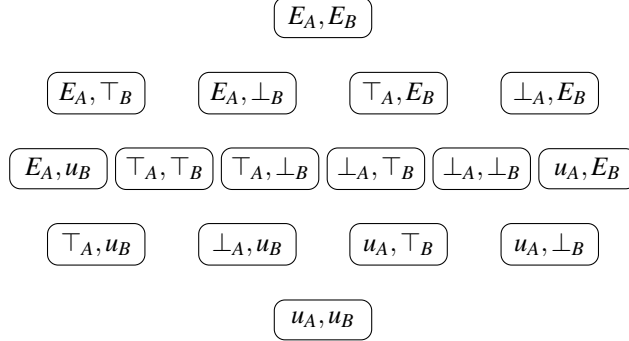 E_A, E_B
E_A, ⊤_B E_A, ⊥_B ⊤_A, E_B ⊥_A, E_B
E_A, u_B ⊤_A, ⊤_B ⊤_A, ⊥_B ⊥_A, ⊤_B ⊥_A, ⊥_B u_A, E_B
⊤_A, u_B ⊥_A, u_B u_A, ⊤_B u_A, ⊥_B
u_A, u_B